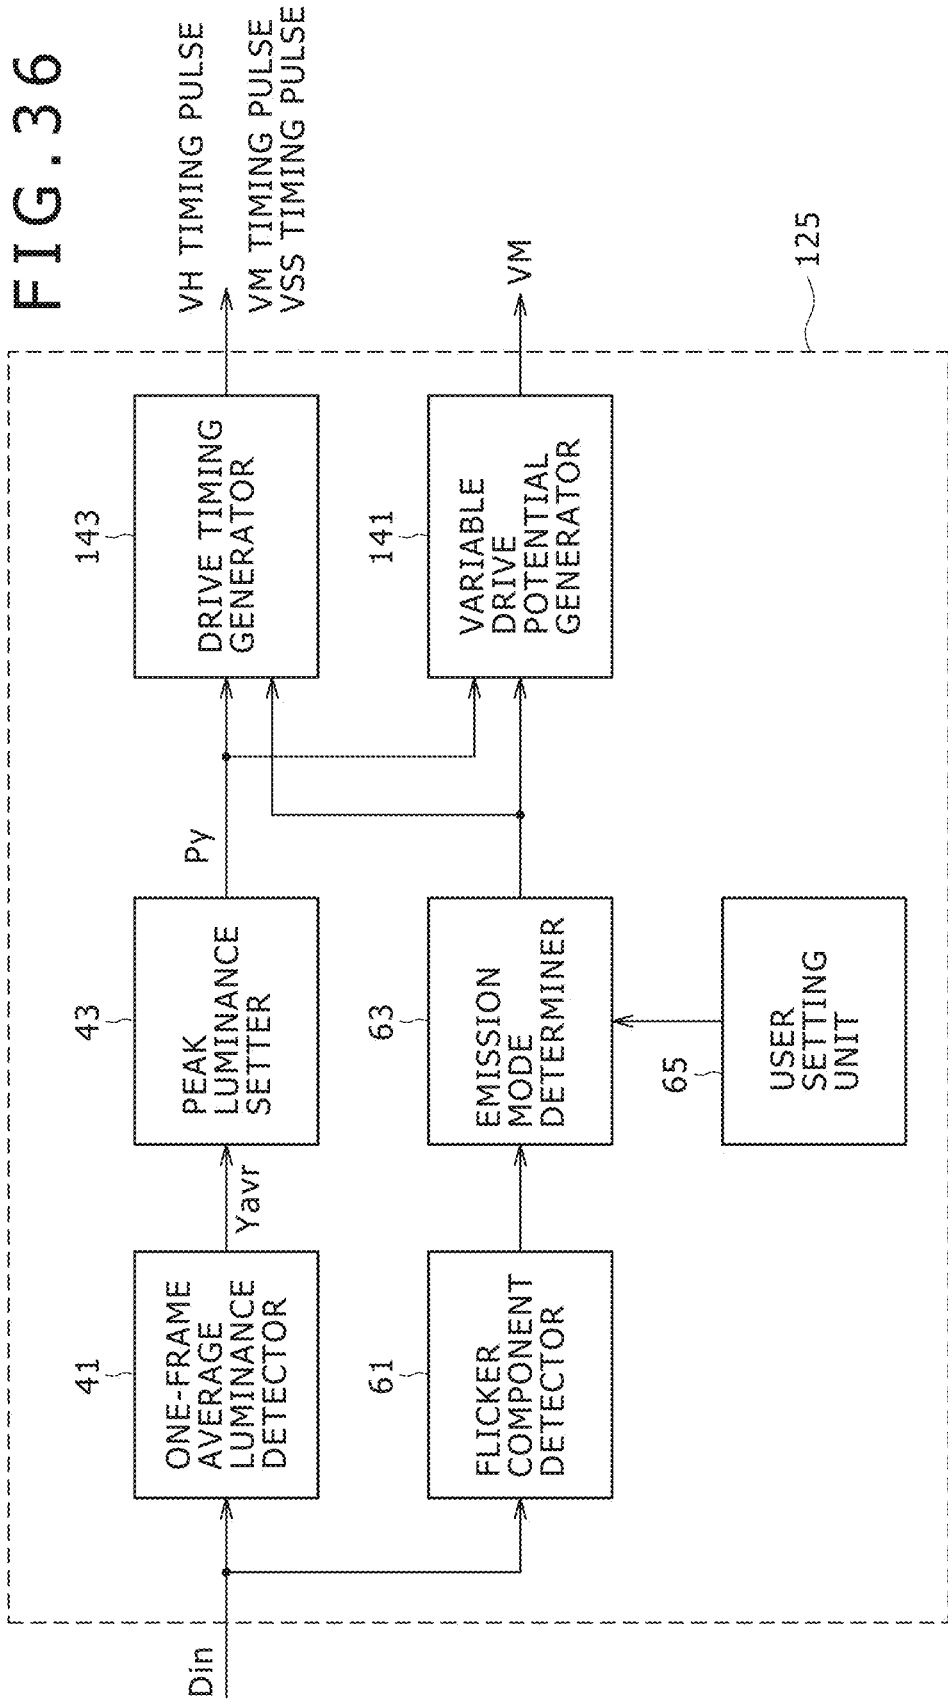 FIG.36
Din
41
ONE-FRAME
AVERAGE
LUMINANCE
DETECTOR
Yavr
43
PEAK
LUMINANCE
SETTER
Py
143
DRIVE TIMING
GENERATOR
VH TIMING PULSE
VM TIMING PULSE
VSS TIMING PULSE
61
FLICKER
COMPONENT
DETECTOR
63
EMISSION
MODE
DETERMINER
141
VARIABLE
DRIVE
POTENTIAL
GENERATOR
VM
65
USER
SETTING
UNIT
125